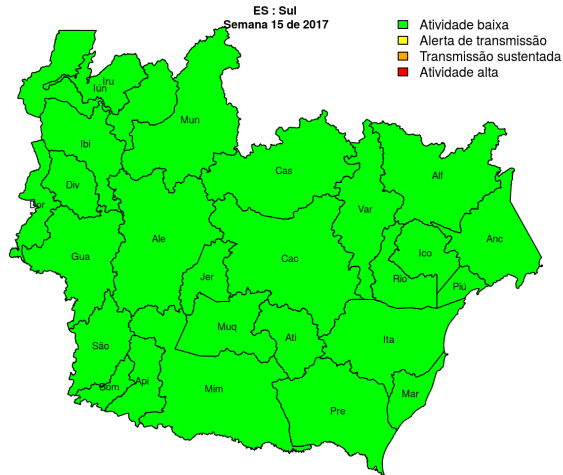 ES : Sul
Semana 15 de 2017
Atividade baixa
Alerta de transmissão
Transmissão sustentada
Atividade alta
Iru
Iún
Mun
Ibi
Cas
Alf
Div
Dor
Var
Ale
Anc
Ico
Gua
Cac
Jer
Rio
Piú
Muq
Ati
Ita
São
Api
Bom
Mim
Mar
Pre